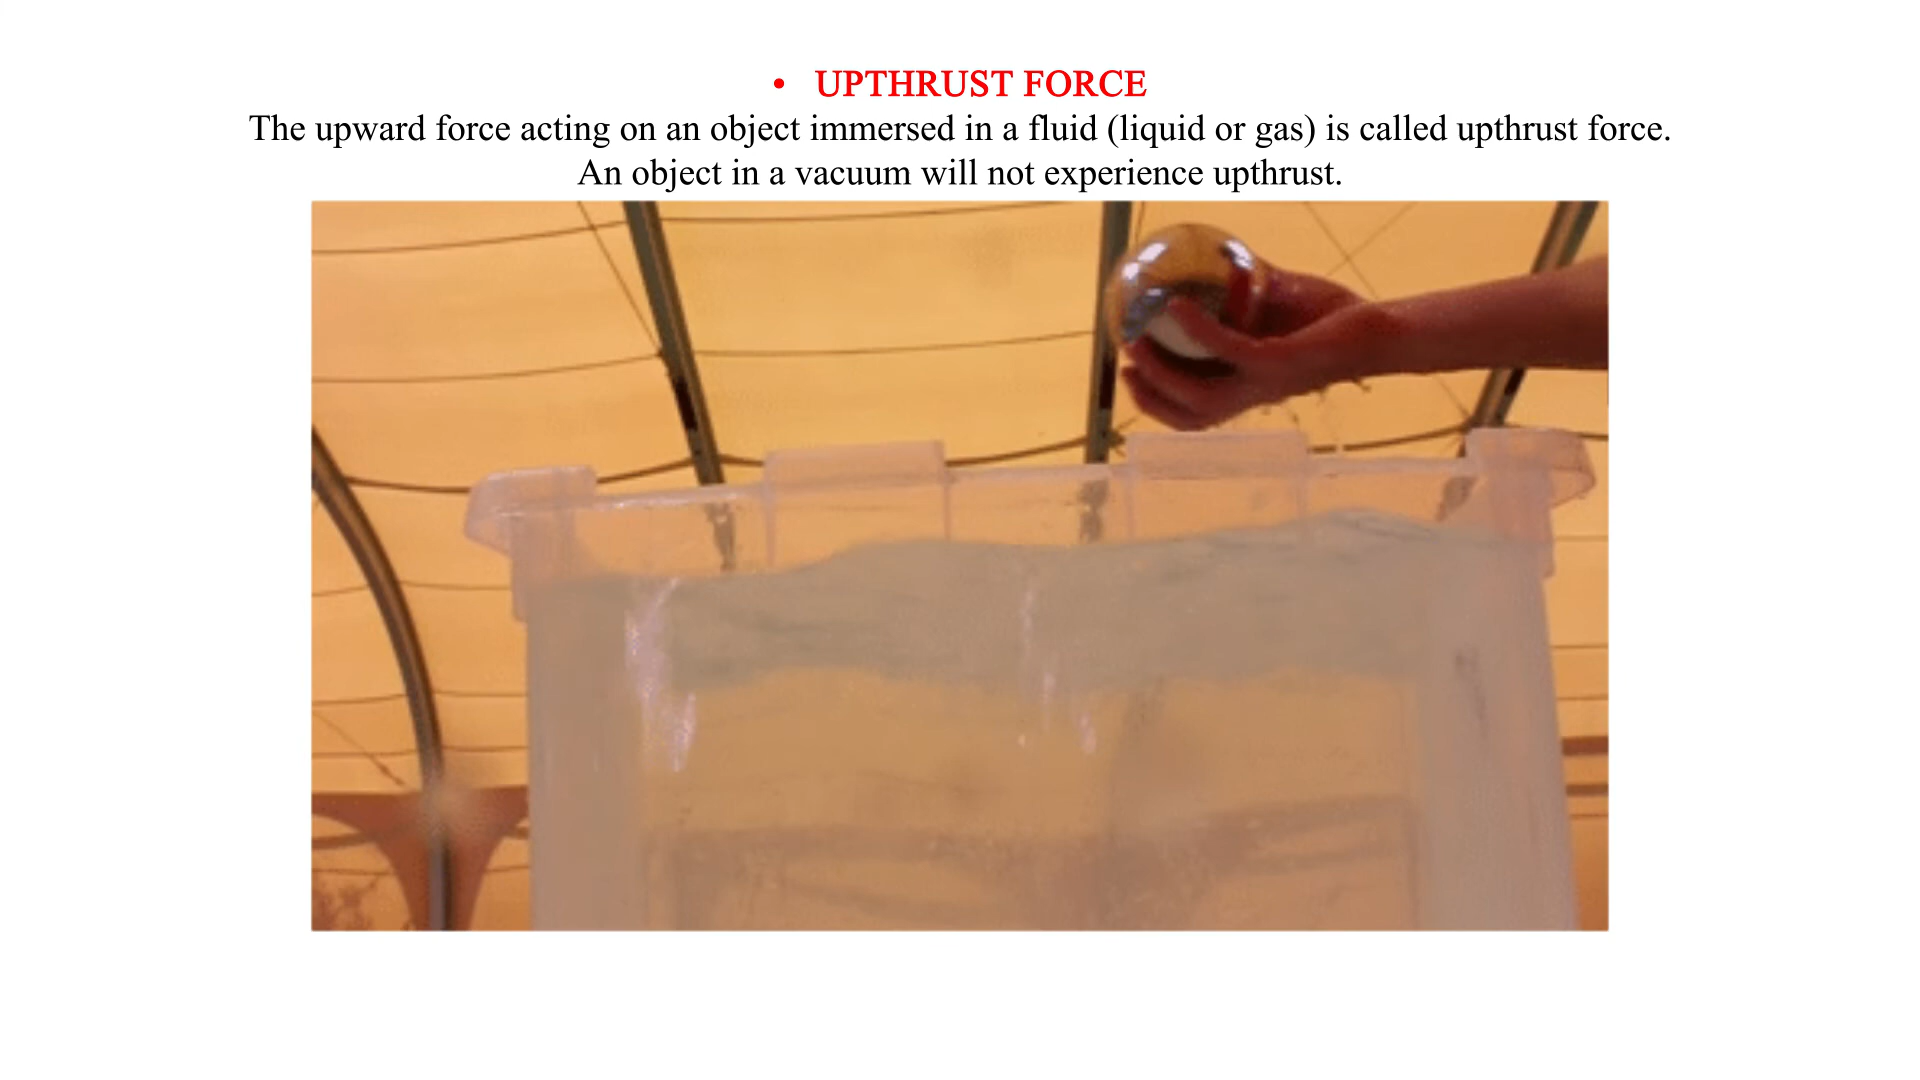 • UPTHRUST FORCE
The upward force acting on an object immersed in a fluid (liquid or gas) is called upthrust force.
An object in a vacuum will not experience upthrust.